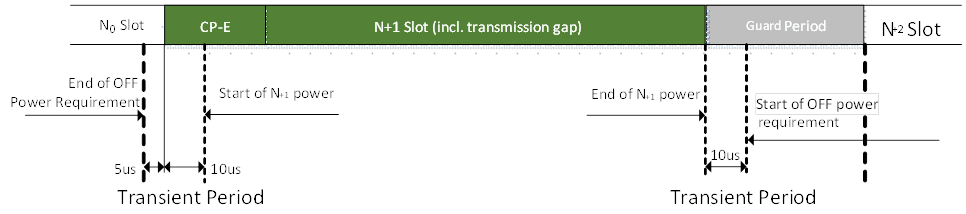 N0 Slot
CP-E
N+1 Slot (incl. transmission gap)
Guard Period
N-2 Slot
End of OFF
Power Requirement
Start of N+1 power
End of N+1 power
Start of OFF power
requirement
5us
10us
10us
Transient Period
Transient Period